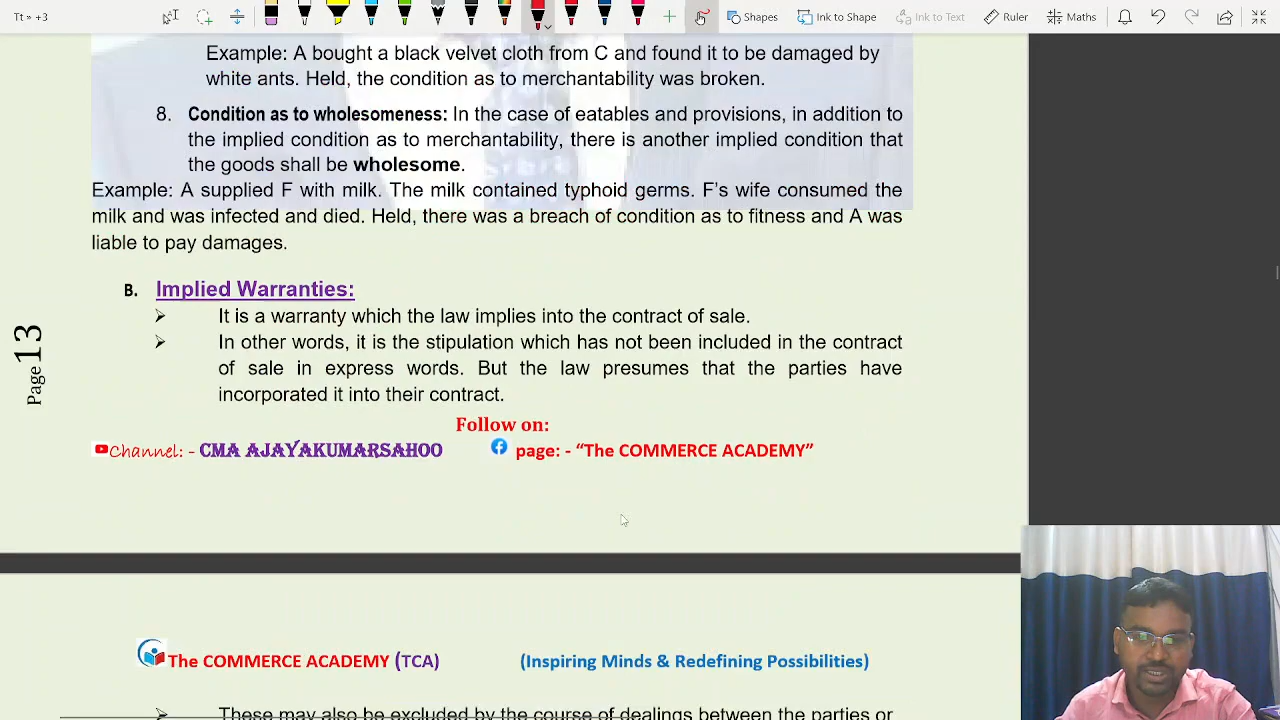 Tt » +3
Shapes
Ink to Shape
Ink to Text
Ruler
Maths
Example: A bought a black velvet cloth from C and found it to be damaged by
white ants. Held, the condition as to merchantability was broken.
8. Condition as to wholesomeness: In the case of eatables and provisions, in addition to
the implied condition as to merchantability, there is another implied condition that
the goods shall be wholesome.
Example: A supplied F with milk. The milk contained typhoid germs. F’s wife consumed the
milk and was infected and died. Held, there was a breach of condition as to fitness and A was
liable to pay damages.
B. Implied Warranties:
➢ It is a warranty which the law implies into the contract of sale.
➢ In other words, it is the stipulation which has not been included in the contract
of sale in express words. But the law presumes that the parties have
incorporated it into their contract.
Page13
Follow on:
Channel: - CMA AJAYAKUMARSAHOO
page: - “The COMMERCE ACADEMY”
The COMMERCE ACADEMY (TCA)
(Inspiring Minds & Redefining Possibilities)
➢ These may also be excluded by the course of dealings between the parties or